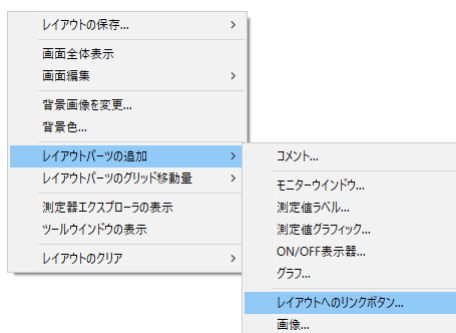 レイアウトの保存...
画面全体表示
画面編集
背景画像を変更...
背景色...
レイアウトパーツの追加
レイアウトパーツのグリッド移動量
測定器エクスプローラの表示
ツールウインドウの表示
レイアウトのクリア
コメント...
モニターウインドウ...
測定値ラベル...
測定値グラフィック...
ON/OFF表示器...
グラフ...
レイアウトへのリンクボタン...
画像...